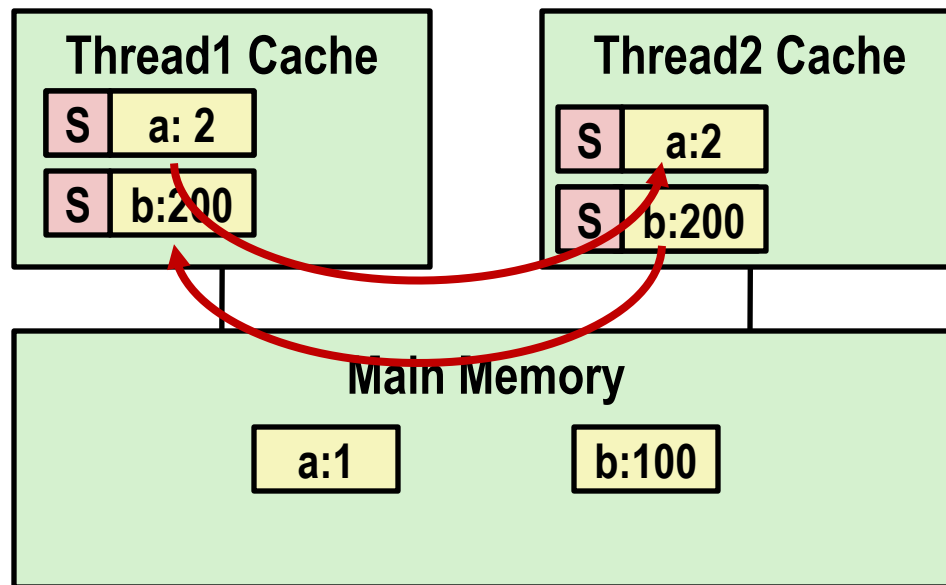 Thread1 Cache
S a: 2
S b:200
Thread2 Cache
S a:2
S b:200
Main Memory
a:1 b:100